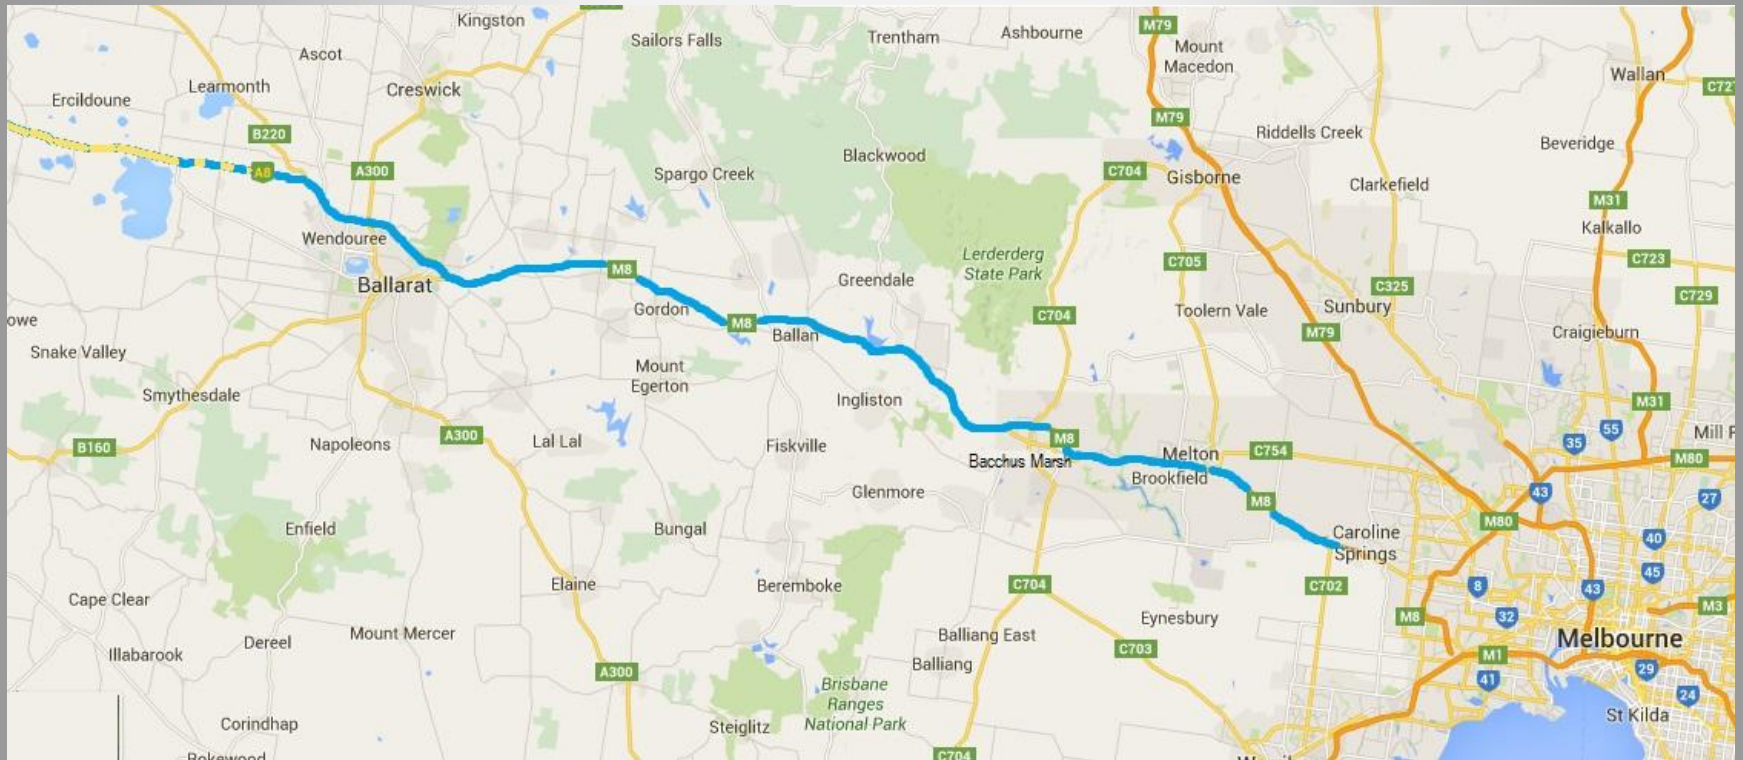 Kingston
Sailors Falls
Trentham
Ashbourne
M79
Mount
Macedon
Ascot
Wallan
C727
Learmonth
Creswick
Ercildoune
M79
B220
Riddells Creek
Beveridge
Blackwood
A8
A300
Spargo Creek
C704
Gisborne
Clarkefield
M31
Kalkallo
Wendouree
Lerderderg
State Park
C705
C723
M8
Ballarat
Greendale
C325
C729
Gordon
Toolern Vale
Sunbury
owe
M8
C704
M79
Craigieburn
Ballan
Snake Valley
Mount
Egerton
Smythesdale
Ingliston
M31
A300
35
55
Mill
B160
Napoleons
Lal Lal
Fiskville
M8
Bacchus Marsh
Melton
C754
M80
Brookfield
Glenmore
M8
43
27
Enfield
Bungal
M80
Caroline
Springs
40
45
Elaine
Beremboke
C704
C702
8
43
Cape Clear
M8
32
M3
Eynesbury
Mount Mercer
Balliang East
Melbourne
Dereel
Illabarook
C703
M1
Balliang
A300
41
29
24
Brisbane
Ranges
National Park
Corindhap
Steiglitz
St Kilda
C704
Rokewood